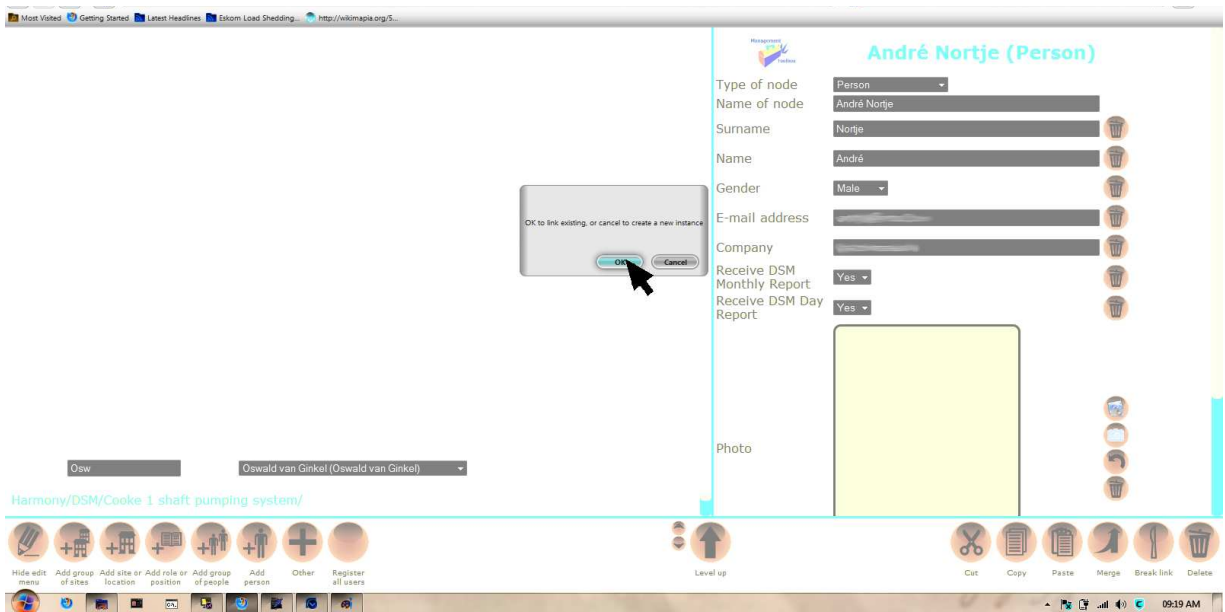 Most Visited Getting Started Latest Headlines Eskom Load Shedding... http://wikimapia.org/5...
Management
Toolbox
André Nortje (Person)
Type of node Person
Name of node André Nortje
Surname Nortje
Name André
Gender Male
OK to link existing, or cancel to create a new instance
OK Cancel
E-mail address
Company
Receive DSM
Monthly Report Yes
Receive DSM Day
Report Yes
Photo
Osw Oswald van Ginkel (Oswald van Ginkel)
Harmony/DSM/Cooke 1 shaft pumping system/
Hide edit
menu
Add group
of sites
Add site or
location
Add role or
position
Add group
of people
Add
person
Other
Register
all users
Level up
Cut
Copy
Paste
Merge
Break link
Delete
09:19 AM